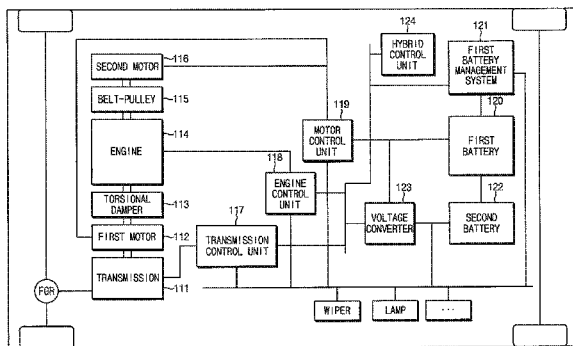 124
HYBRID CONTROL UNIT
121
FIRST BATTERY MANAGEMENT SYSTEM
116
SECOND MOTOR
115
BELT-PULLEY
114
ENGINE
119
MOTOR CONTROL UNIT
120
FIRST BATTERY
118
ENGINE CONTROL UNIT
113
TORSIONAL DAMPER
123
VOLTAGE CONVERTER
122
SECOND BATTERY
117
TRANSMISSION CONTROL UNIT
112
FIRST MOTOR
111
TRANSMISSION
FGR
WIPER
LAMP
...